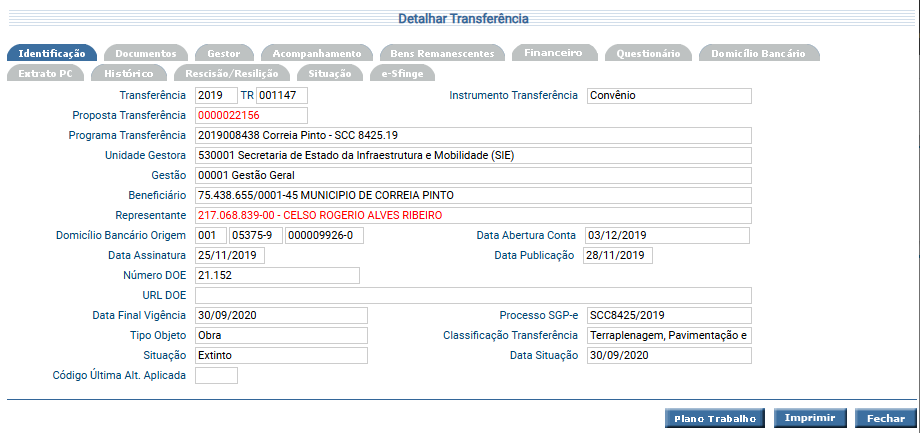 Detalhar Transferência
Identificação Documentos Gestor Acompanhamento Bens Remanescentes Financeiro Questionário Domicílio Bancário
Extrato PC Histórico Rescisão/Resilição Situação e-Sfinge
Transferência 2019 TR 001147 Instrumento Transferência Convênio
Proposta Transferência 0000022156
Programa Transferência 2019008438 Correia Pinto - SCC 8425.19
Unidade Gestora 530001 Secretaria de Estado da Infraestrutura e Mobilidade (SIE)
Gestão 00001 Gestão Geral
Beneficiário 75.438.655/0001-45 MUNICIPIO DE CORREIA PINTO
Representante 217.068.839-00 - CELSO ROGERIO ALVES RIBEIRO
Domicílio Bancário Origem 001 05375-9 000009926-0 Data Abertura Conta 03/12/2019
Data Assinatura 25/11/2019 Data Publicação 28/11/2019
Número DOE 21.152
URL DOE
Data Final Vigência 30/09/2020 Processo SGP-e SCC8425/2019
Tipo Objeto Obra Classificação Transferência Terraplenagem, Pavimentação e
Situação Extinto Data Situação 30/09/2020
Código Última Alt. Aplicada
Plano Trabalho Imprimir Fechar